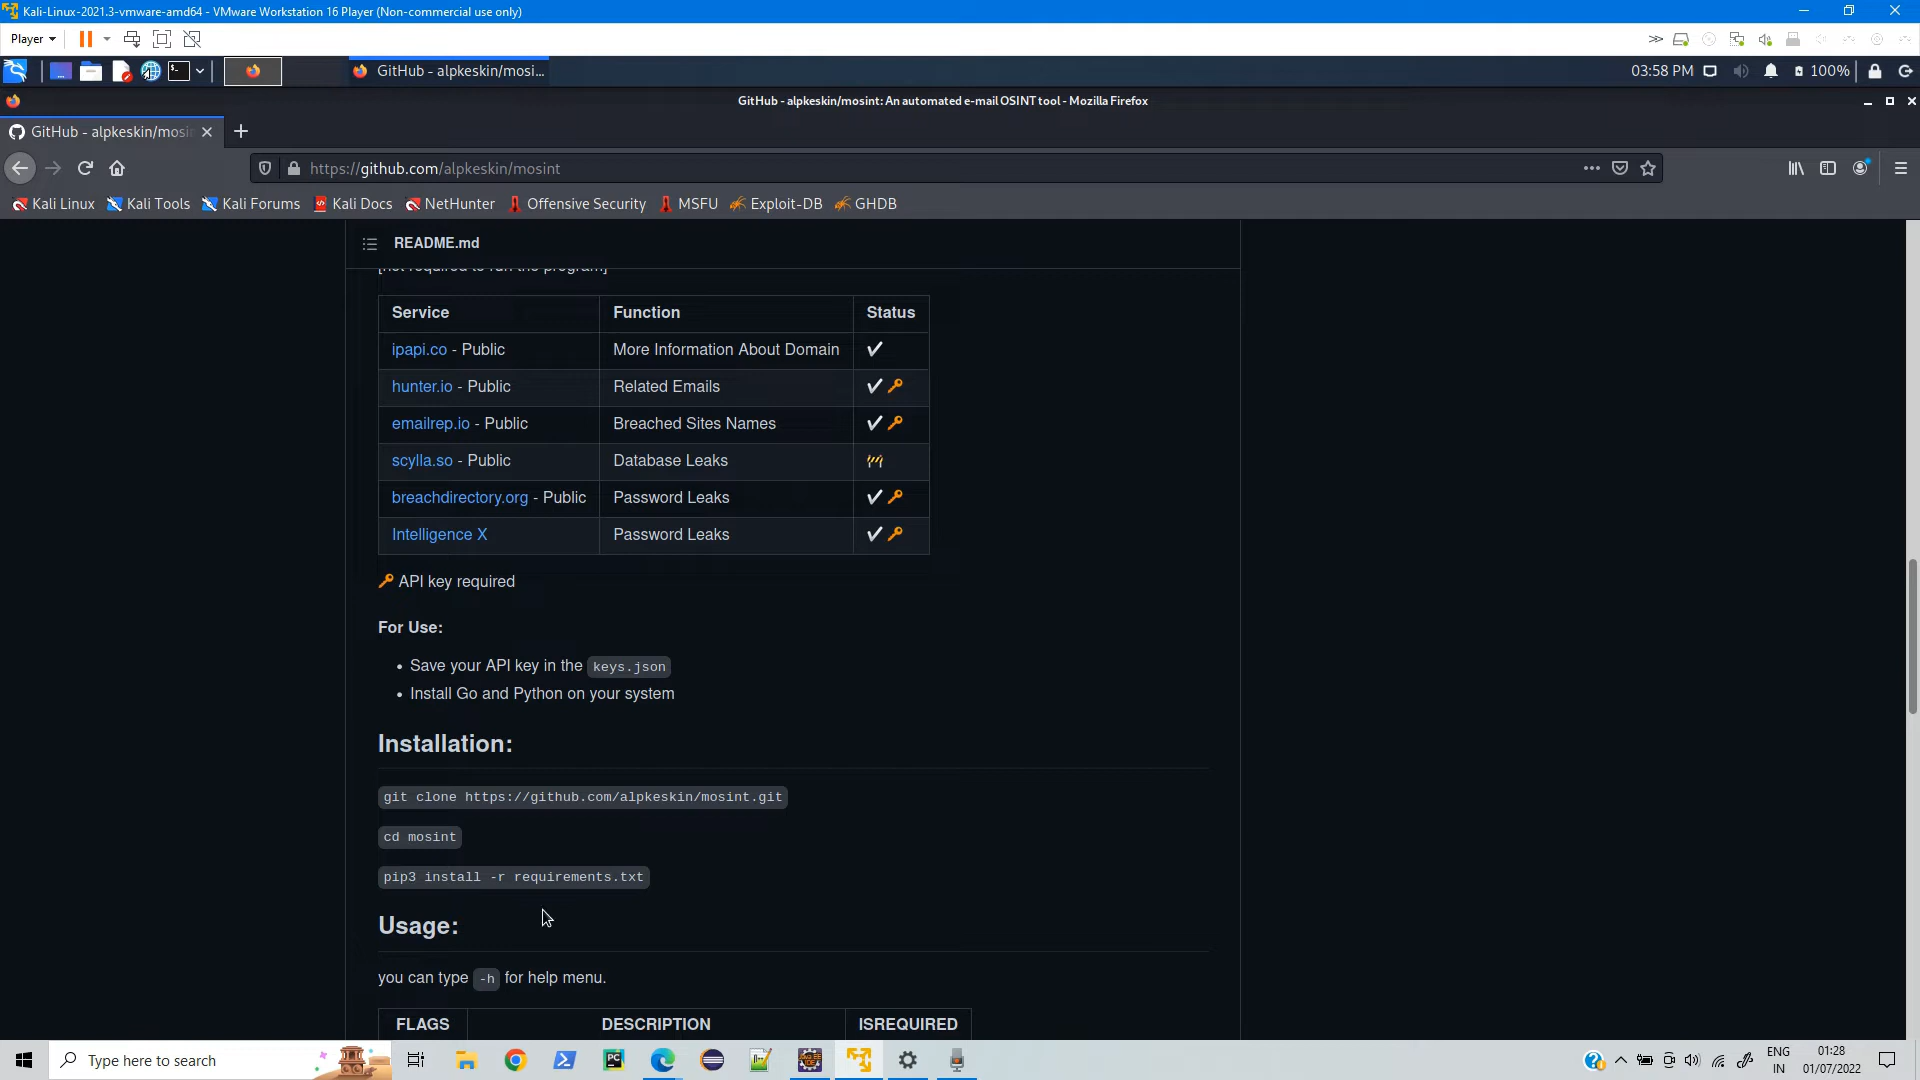 Kali-Linux-2021.3-vmware-amd64 - VMware Workstation 16 Player (Non-commercial use only)
Player
GitHub - alpkeskin/mosi...
03:58 PM
100%
GitHub - alpkeskin/mosint: An automated e-mail OSINT tool - Mozilla Firefox
GitHub - alpkeskin/mosi
https://github.com/alpkeskin/mosint
Kali Linux
Kali Tools
Kali Forums
Kali Docs
NetHunter
Offensive Security
MSFU
Exploit-DB
GHDB
README.md
[not required to run the program]
Service Function Status
ipapi.co - Public More Information About Domain ✔
hunter.io - Public Related Emails ✔🔑
emailrep.io - Public Breached Sites Names ✔🔑
scylla.so - Public Database Leaks 🚧
breachdirectory.org - Public Password Leaks ✔🔑
Intelligence X Password Leaks ✔🔑
🔑 API key required
For Use:
• Save your API key in the keys.json
• Install Go and Python on your system
Installation:
git clone https://github.com/alpkeskin/mosint.git
cd mosint
pip3 install -r requirements.txt
Usage:
you can type -h for help menu.
FLAGS DESCRIPTION ISREQUIRED
Type here to search
ENG
IN
01:28
01/07/2022